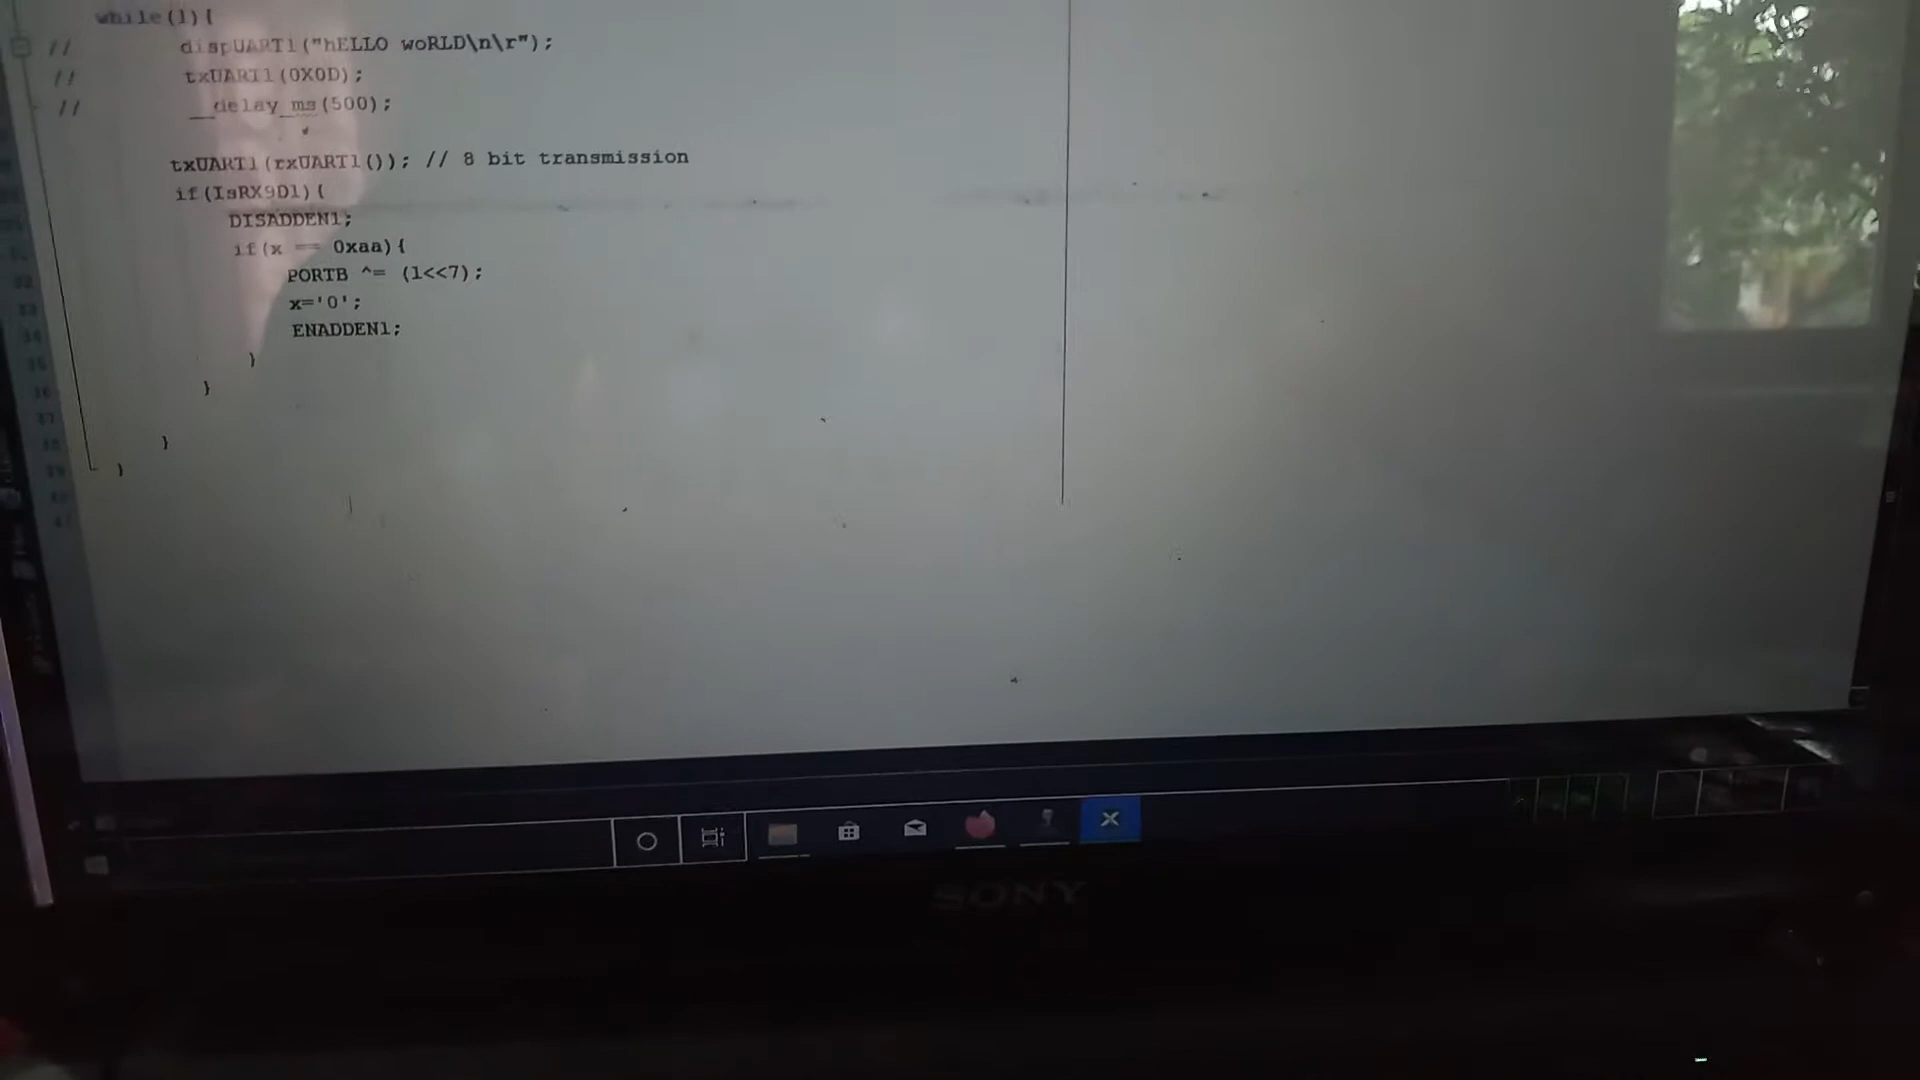 while(1){
// dispUART1("hELLO woRLD\n\r");
// txUART1(0X0D);
// __delay_ms(500);
txUART1(rxUART1()); // 8 bit transmission
if(IsRX9D1){
DISADDEN1;
if(x == 0xaa){
PORTB ^= (1<<7);
x='0';
ENADDEN1;
}
}
}
}
SONY